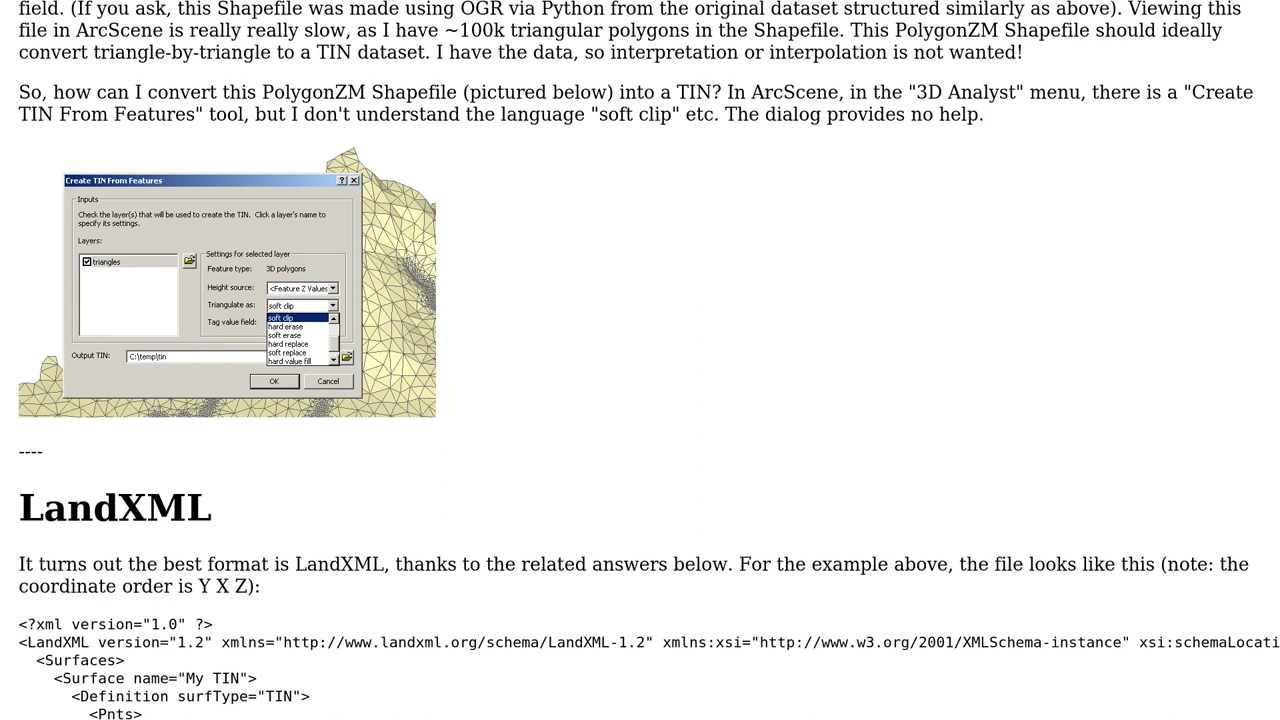 field. (If you ask, this Shapefile was made using OGR via Python from the original dataset structured similarly as above). Viewing this
file in ArcScene is really really slow, as I have ~100k triangular polygons in the Shapefile. This PolygonZM Shapefile should ideally
convert triangle-by-triangle to a TIN dataset. I have the data, so interpretation or interpolation is not wanted!
So, how can I convert this PolygonZM Shapefile (pictured below) into a TIN? In ArcScene, in the "3D Analyst" menu, there is a "Create
TIN From Features" tool, but I don't understand the language "soft clip" etc. The dialog provides no help.
Create TIN From Features
Inputs
Check the layer(s) that will be used to create the TIN. Click a layer's name to
specify its settings.
Layers:
triangles
Settings for selected layer
Feature type: 3D polygons
Height source: <Feature Z Values
Triangulate as: soft clip
soft clip
Tag value field:
hard erase
soft erase
hard replace
soft replace
hard value fill
Output TIN: C:\temp\tin
OK Cancel
----
LandXML
It turns out the best format is LandXML, thanks to the related answers below. For the example above, the file looks like this (note: the
coordinate order is Y X Z):
<?xml version="1.0" ?>
<LandXML version="1.2" xmlns="http://www.landxml.org/schema/LandXML-1.2" xmlns:xsi="http://www.w3.org/2001/XMLSchema-instance" xsi:schemaLocati
<Surfaces>
<Surface name="My TIN">
<Definition surfType="TIN">
<Pnts>